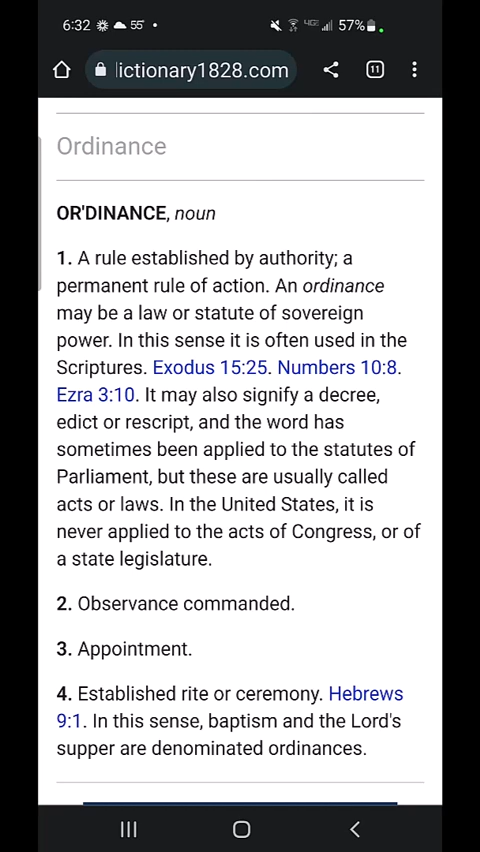 6:32 55° 4GE 57%
lictionary1828.com 11
Ordinance
OR'DINANCE, noun
1. A rule established by authority; a
permanent rule of action. An ordinance
may be a law or statute of sovereign
power. In this sense it is often used in the
Scriptures. Exodus 15:25. Numbers 10:8.
Ezra 3:10. It may also signify a decree,
edict or rescript, and the word has
sometimes been applied to the statutes of
Parliament, but these are usually called
acts or laws. In the United States, it is
never applied to the acts of Congress, or of
a state legislature.
2. Observance commanded.
3. Appointment.
4. Established rite or ceremony. Hebrews
9:1. In this sense, baptism and the Lord's
supper are denominated ordinances.